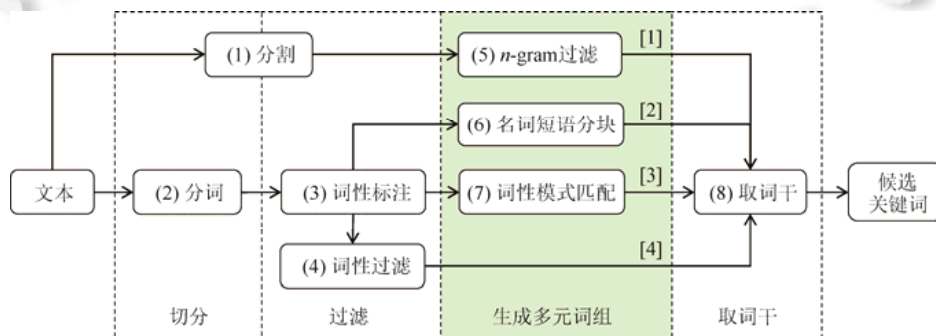 (1) 分割
(5) n-gram过滤
[1]
(6) 名词短语分块
[2]
文本
(2) 分词
(3) 词性标注
(7) 词性模式匹配
[3]
(8) 取词干
候选
关键词
(4) 词性过滤
[4]
切分
过滤
生成多元词组
取词干